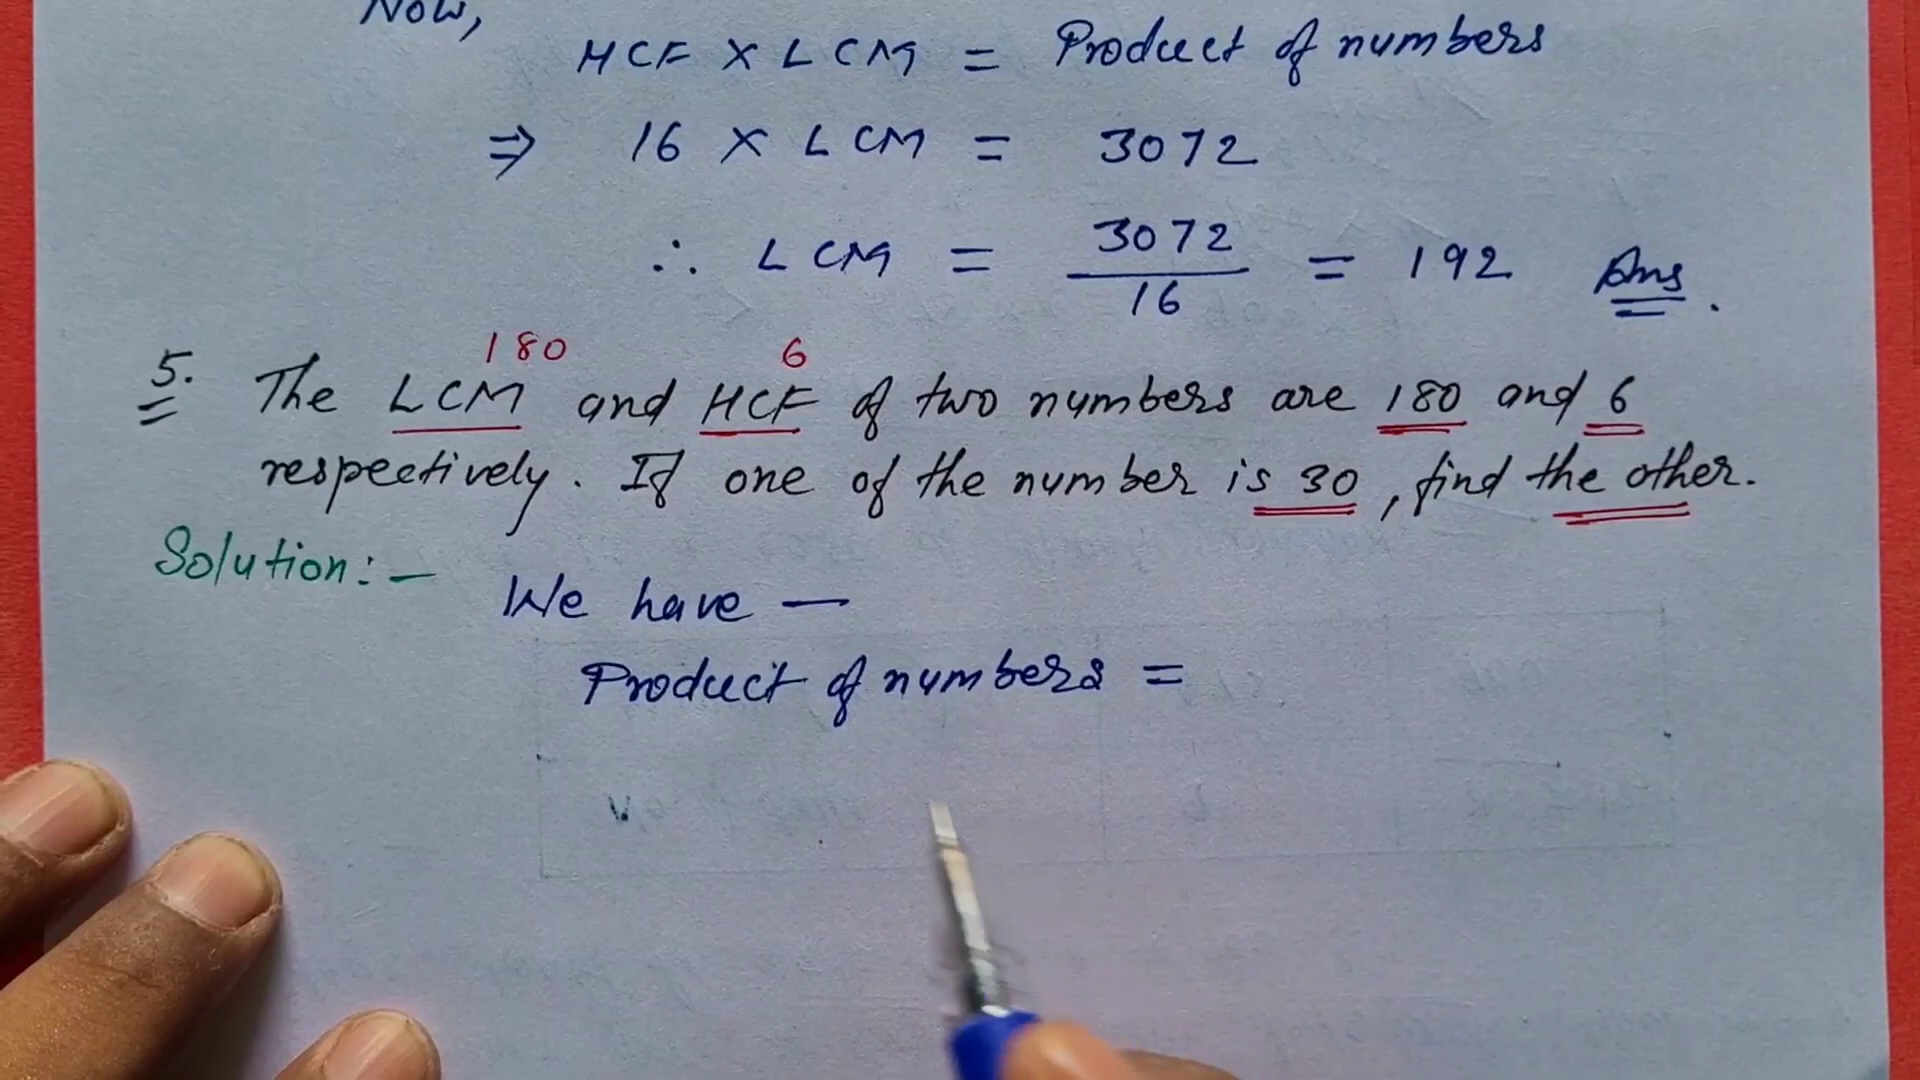 Now,
HCF X LCM = Product of numbers
⇒ 16 X LCM = 3072
∴ LCM = 3072/16 = 192 Ans.
180 6
5. The LCM and HCF of two numbers are 180 and 6
respectively. If one of the number is 30, find the other.
Solution:-
We have —
Product of numbers =